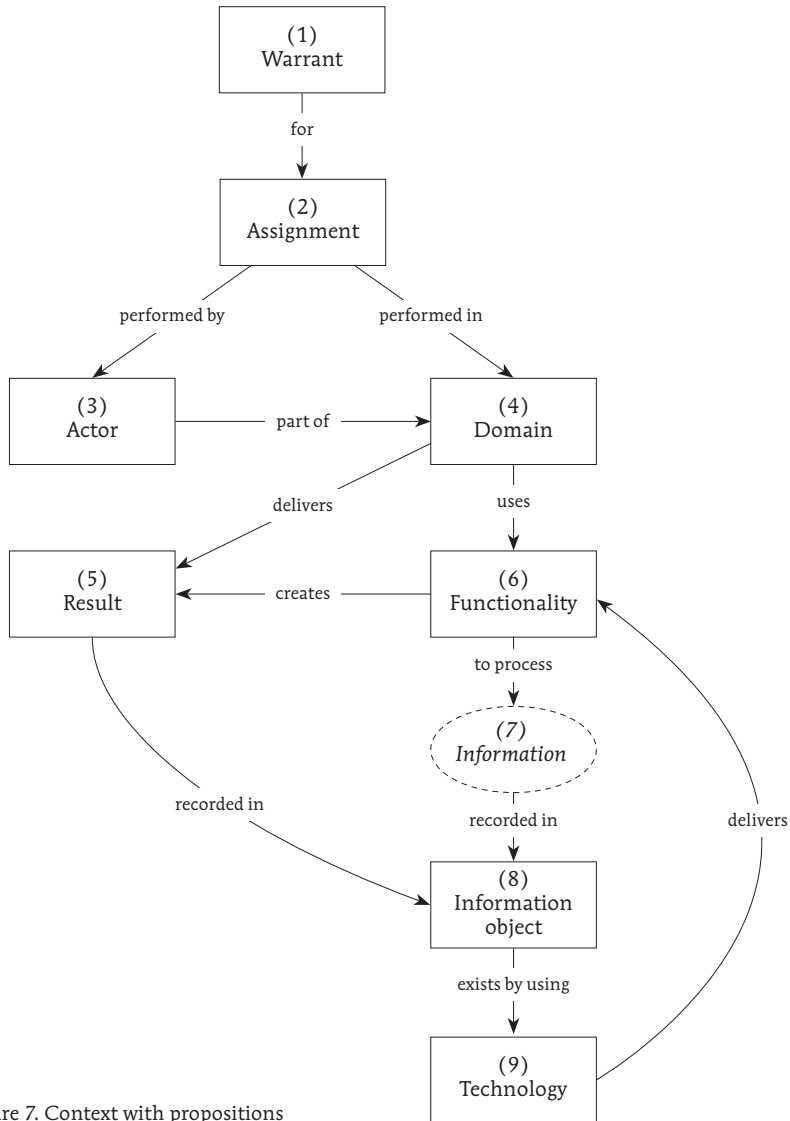 (1)
Warrant
for
(2)
Assignment
performed by
performed in
(3)
Actor
part of
(4)
Domain
delivers
uses
(5)
Result
creates
(6)
Functionality
to process
(7)
Information
recorded in
recorded in
delivers
(8)
Information
object
exists by using
(9)
Technology
re 7. Context with propositions